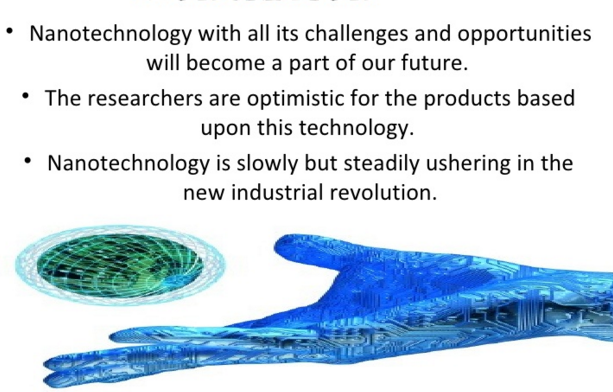 • Nanotechnology with all its challenges and opportunities
will become a part of our future.
• The researchers are optimistic for the products based
upon this technology.
• Nanotechnology is slowly but steadily ushering in the
new industrial revolution.